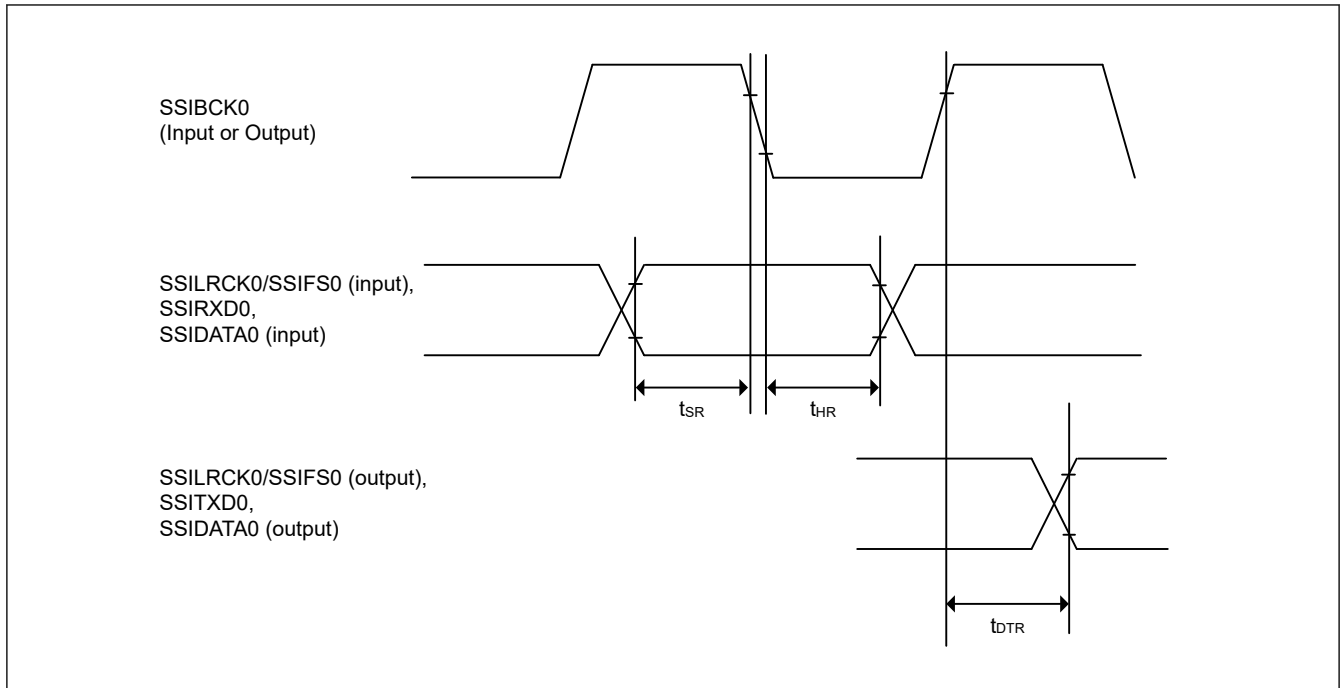 SSIBCK0
(Input or Output)
SSILRCK0/SSIFS0 (input),
SSIRXD0,
SSIDATA0 (input)
tSR
tHR
SSILRCK0/SSIFS0 (output),
SSITXD0,
SSIDATA0 (output)
tDTR